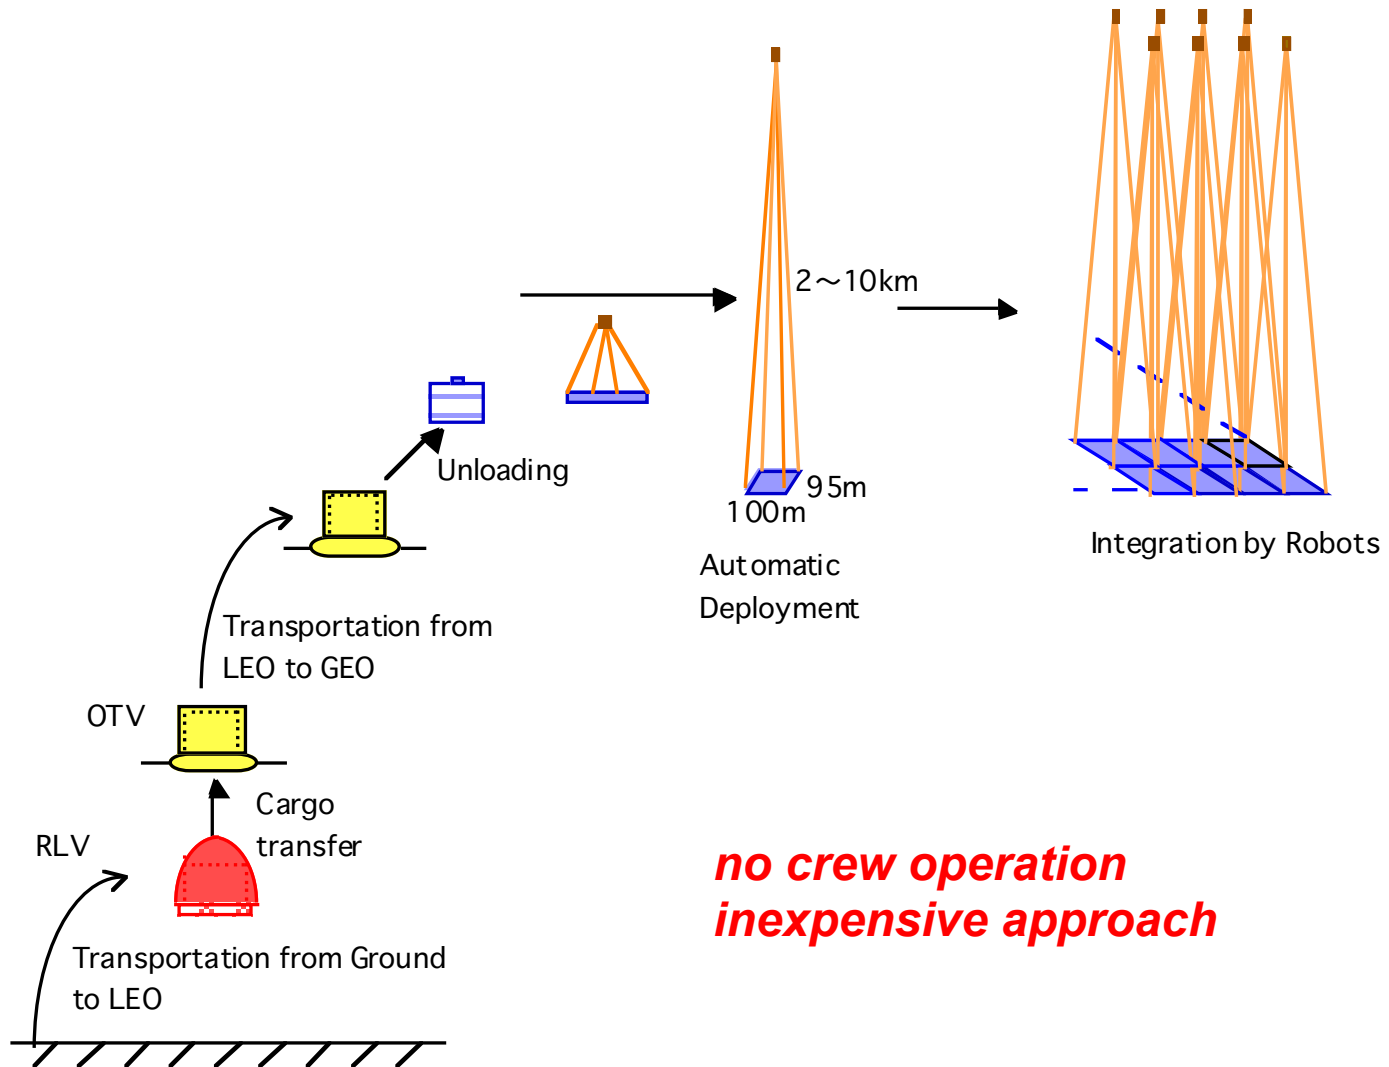 2～10km
Unloading
95m
100m
Integration by Robots
Automatic
Deployment
Transportation from
LEO to GEO
OTV
Cargo
transfer
RLV
no crew operation
inexpensive approach
Transportation from Ground
to LEO